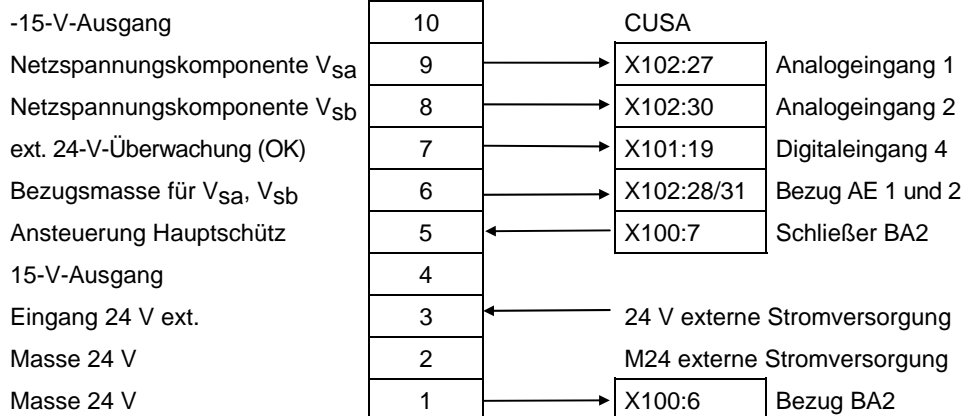 -15-V-Ausgang 10 CUSA
Netzspannungskomponente Vsa 9 X102:27 Analogeingang 1
Netzspannungskomponente Vsb 8 X102:30 Analogeingang 2
ext. 24-V-Überwachung (OK) 7 X101:19 Digitaleingang 4
Bezugsmasse für Vsa, Vsb 6 X102:28/31 Bezug AE 1 und 2
Ansteuerung Hauptschütz 5 X100:7 Schließer BA2
15-V-Ausgang 4
Eingang 24 V ext. 3 24 V externe Stromversorgung
Masse 24 V 2 M24 externe Stromversorgung
Masse 24 V 1 X100:6 Bezug BA2